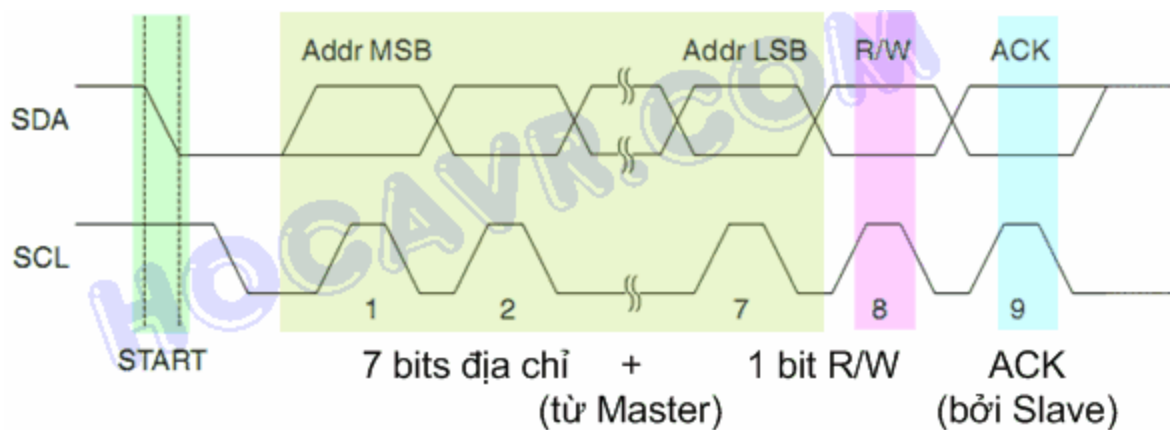 Addr MSB Addr LSB R/W ACK
SDA
SCL
1 2 7 8 9
START
7 bits địa chỉ + 1 bit R/W ACK
(từ Master) (bởi Slave)
HOCAVR.COM